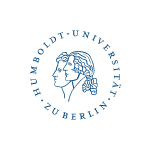 HUMBOLDT-UNIVERSITÄT
· ZU BERLIN ·